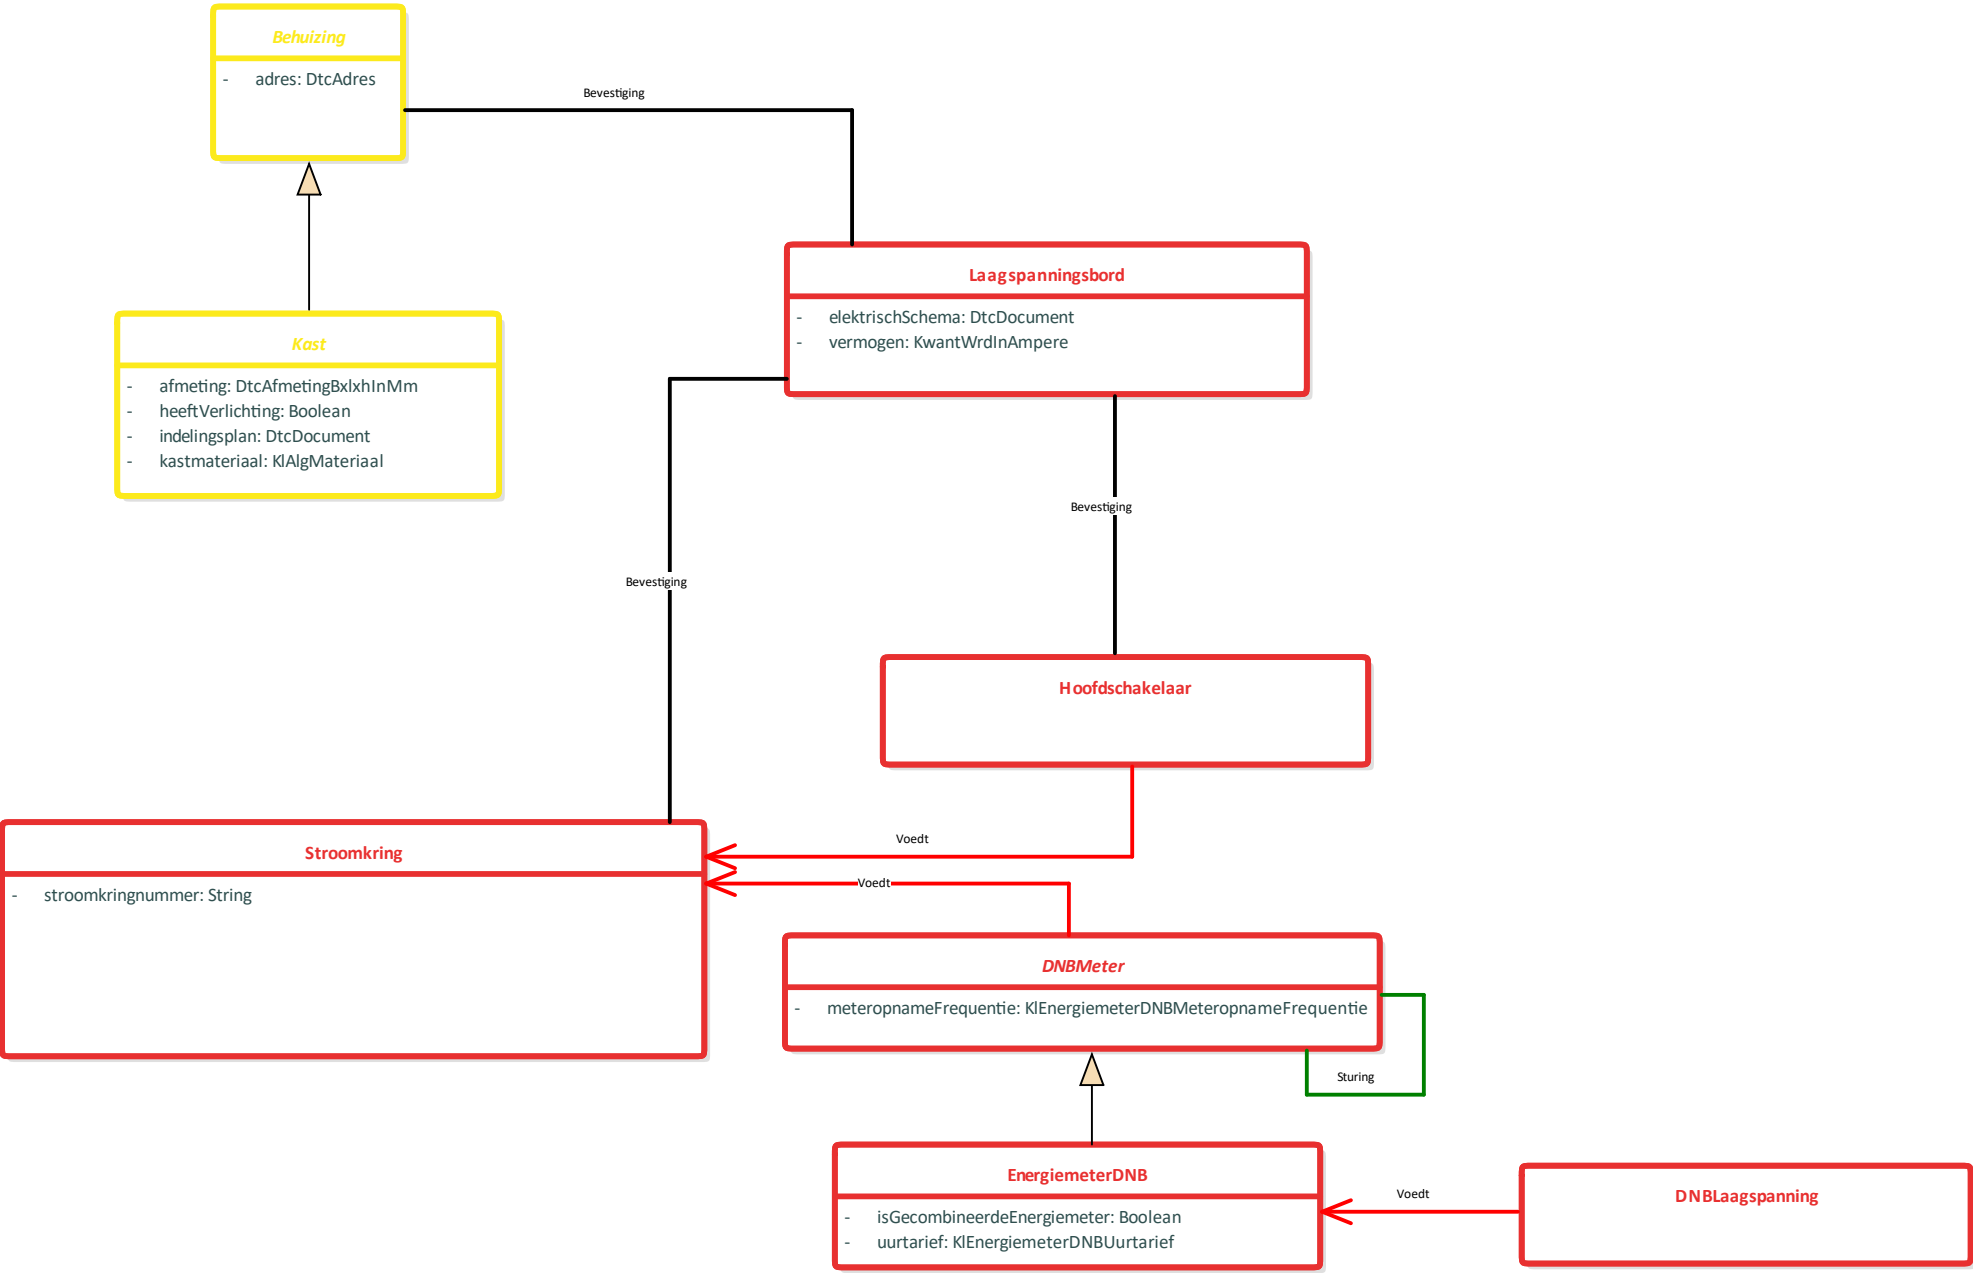 Behuizing
- adres: DtcAdres
Bevestiging
Laagspanningsbord
- elektrischSchema: DtcDocument
- vermogen: KwantWrdInAmpere
Kast
- afmeting: DtcAfmetingBxlxhInMm
- heeftVerlichting: Boolean
- indelingsplan: DtcDocument
- kastmateriaal: KlAlgMateriaal
Bevestiging
Bevestiging
Hoofdschakelaar
Voedt
Stroomkring
- stroomkringnummer: String
Voedt
DNBMeter
- meteropnameFrequentie: KlEnergiemeterDNBMeteropnameFrequentie
Sturing
EnergiemeterDNB
- isGecombineerdeEnergiemeter: Boolean
- uurtarief: KlEnergiemeterDNBUurtarief
Voedt
DNBLaagspanning